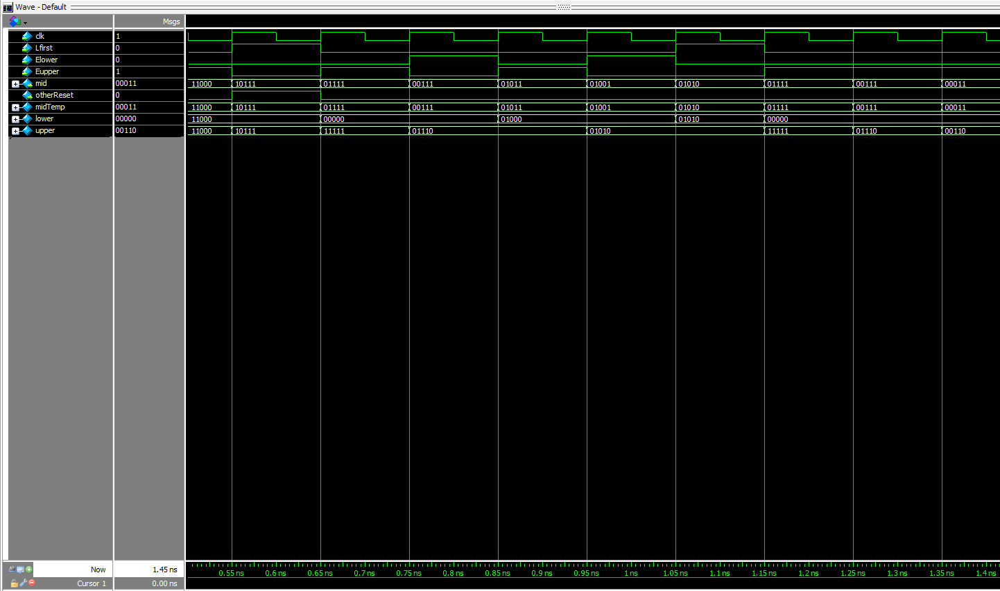 Wave - Default
Msgs
clk 1
Lfirst 0
Elower 0
Eupper 1
mid 00011 11000 10111 01111 00111 01011 01001 01010 01111 00111 00011
otherReset 0
midTemp 00011 11000 10111 01111 00111 01011 01001 01010 01111 00111 00011
lower 00000 11000 00000 01000 01010 00000
upper 00110 11000 10111 11111 01110 01010 11111 01110 00110
Now 1.45 ns 0.55 ns 0.6 ns 0.65 ns 0.7 ns 0.75 ns 0.8 ns 0.85 ns 0.9 ns 0.95 ns 1 ns 1.05 ns 1.1 ns 1.15 ns 1.2 ns 1.25 ns 1.3 ns 1.35 ns 1.4 ns
Cursor 1 0.00 ns